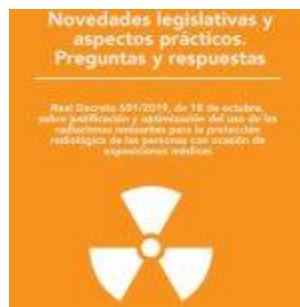 Novedades legislativas y
aspectos prácticos.
Preguntas y respuestas
Real Decreto 601/2019, de 18 de octubre,
sobre justificación y optimización del uso de las
radiaciones ionizantes para la protección
radiológica de las personas con ocasión de
exposiciones médicas